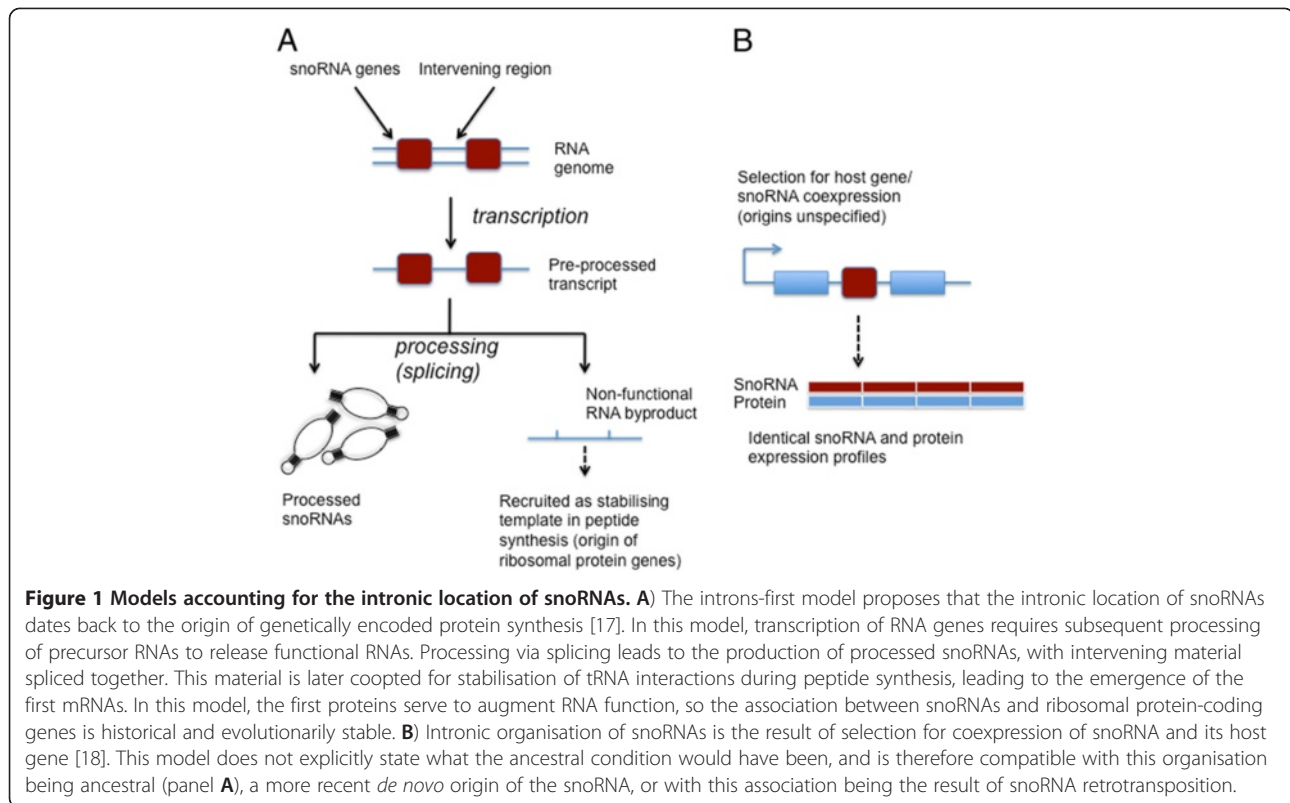 A
snoRNA genes
Intervening region
RNA
genome
transcription
Pre-processed
transcript
processing
(splicing)
Non-functional
RNA byproduct
Processed
snoRNAs
Recruited as stabilising
template in peptide
synthesis (origin of
ribosomal protein genes)
B
Selection for host gene/
snoRNA coexpression
(origins unspecified)
SnoRNA
Protein
Identical snoRNA and protein
expression profiles
Figure 1 Models accounting for the intronic location of snoRNAs. A) The introns-first model proposes that the intronic location of snoRNAs
dates back to the origin of genetically encoded protein synthesis [17]. In this model, transcription of RNA genes requires subsequent processing
of precursor RNAs to release functional RNAs. Processing via splicing leads to the production of processed snoRNAs, with intervening material
spliced together. This material is later coopted for stabilisation of tRNA interactions during peptide synthesis, leading to the emergence of the
first mRNAs. In this model, the first proteins serve to augment RNA function, so the association between snoRNAs and ribosomal protein-coding
genes is historical and evolutionarily stable. B) Intronic organisation of snoRNAs is the result of selection for coexpression of snoRNA and its host
gene [18]. This model does not explicitly state what the ancestral condition would have been, and is therefore compatible with this organisation
being ancestral (panel A), a more recent de novo origin of the snoRNA, or with this association being the result of snoRNA retrotransposition.